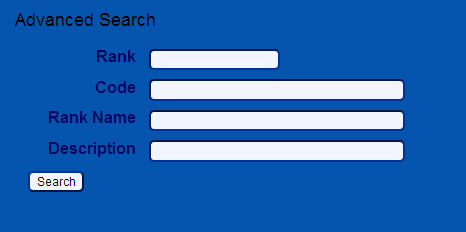 Advanced Search
Rank
Code
Rank Name
Description
Search